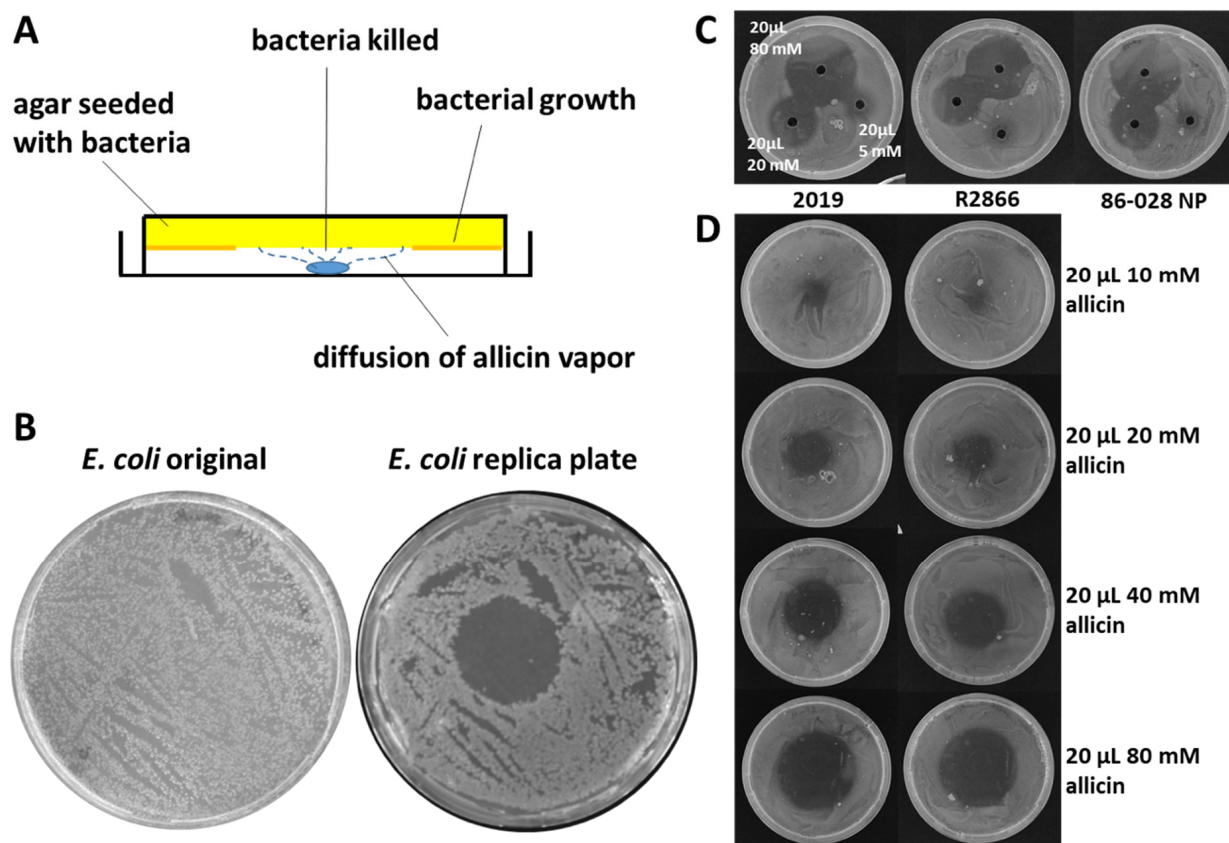 A
bacteria killed
agar seeded
with bacteria
bacterial growth
diffusion of allicin vapor
B
E. coli original
E. coli replica plate
C
20µL
80 mM
20µL
20 mM
20µL
5 mM
2019
R2866
86-028 NP
D
20 µL 10 mM
allicin
20 µL 20 mM
allicin
20 µL 40 mM
allicin
20 µL 80 mM
allicin